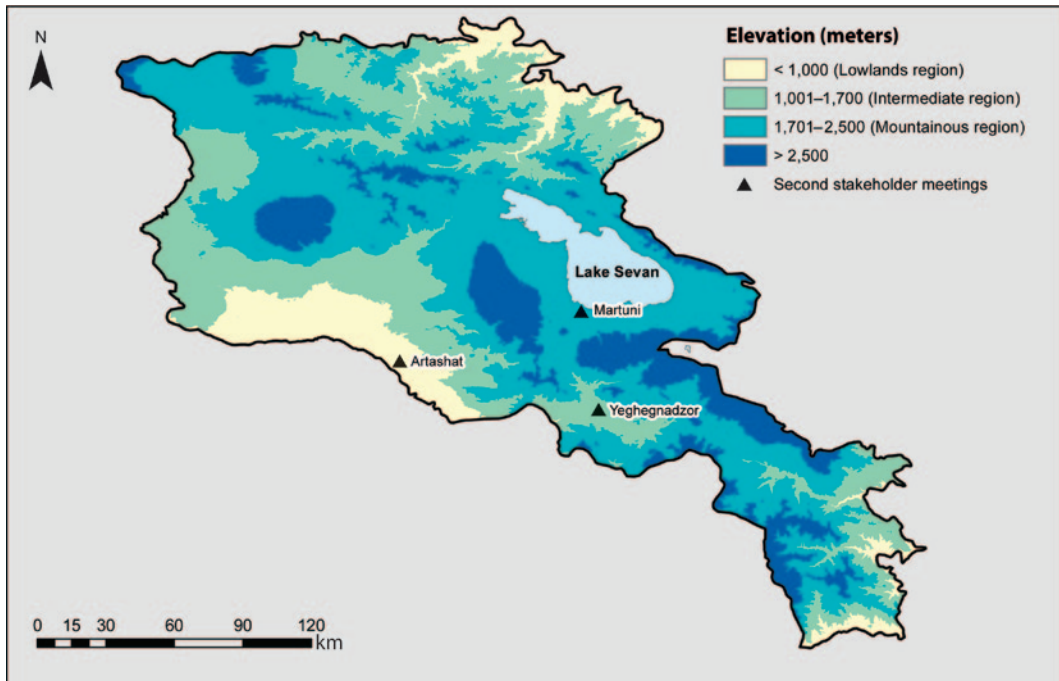 N
Elevation (meters)
< 1,000 (Lowlands region)
1,001–1,700 (Intermediate region)
1,701–2,500 (Mountainous region)
> 2,500
Second stakeholder meetings
Lake Sevan
Martuni
Artashat
Yeghegnadzor
0 15 30 60 90 120
km